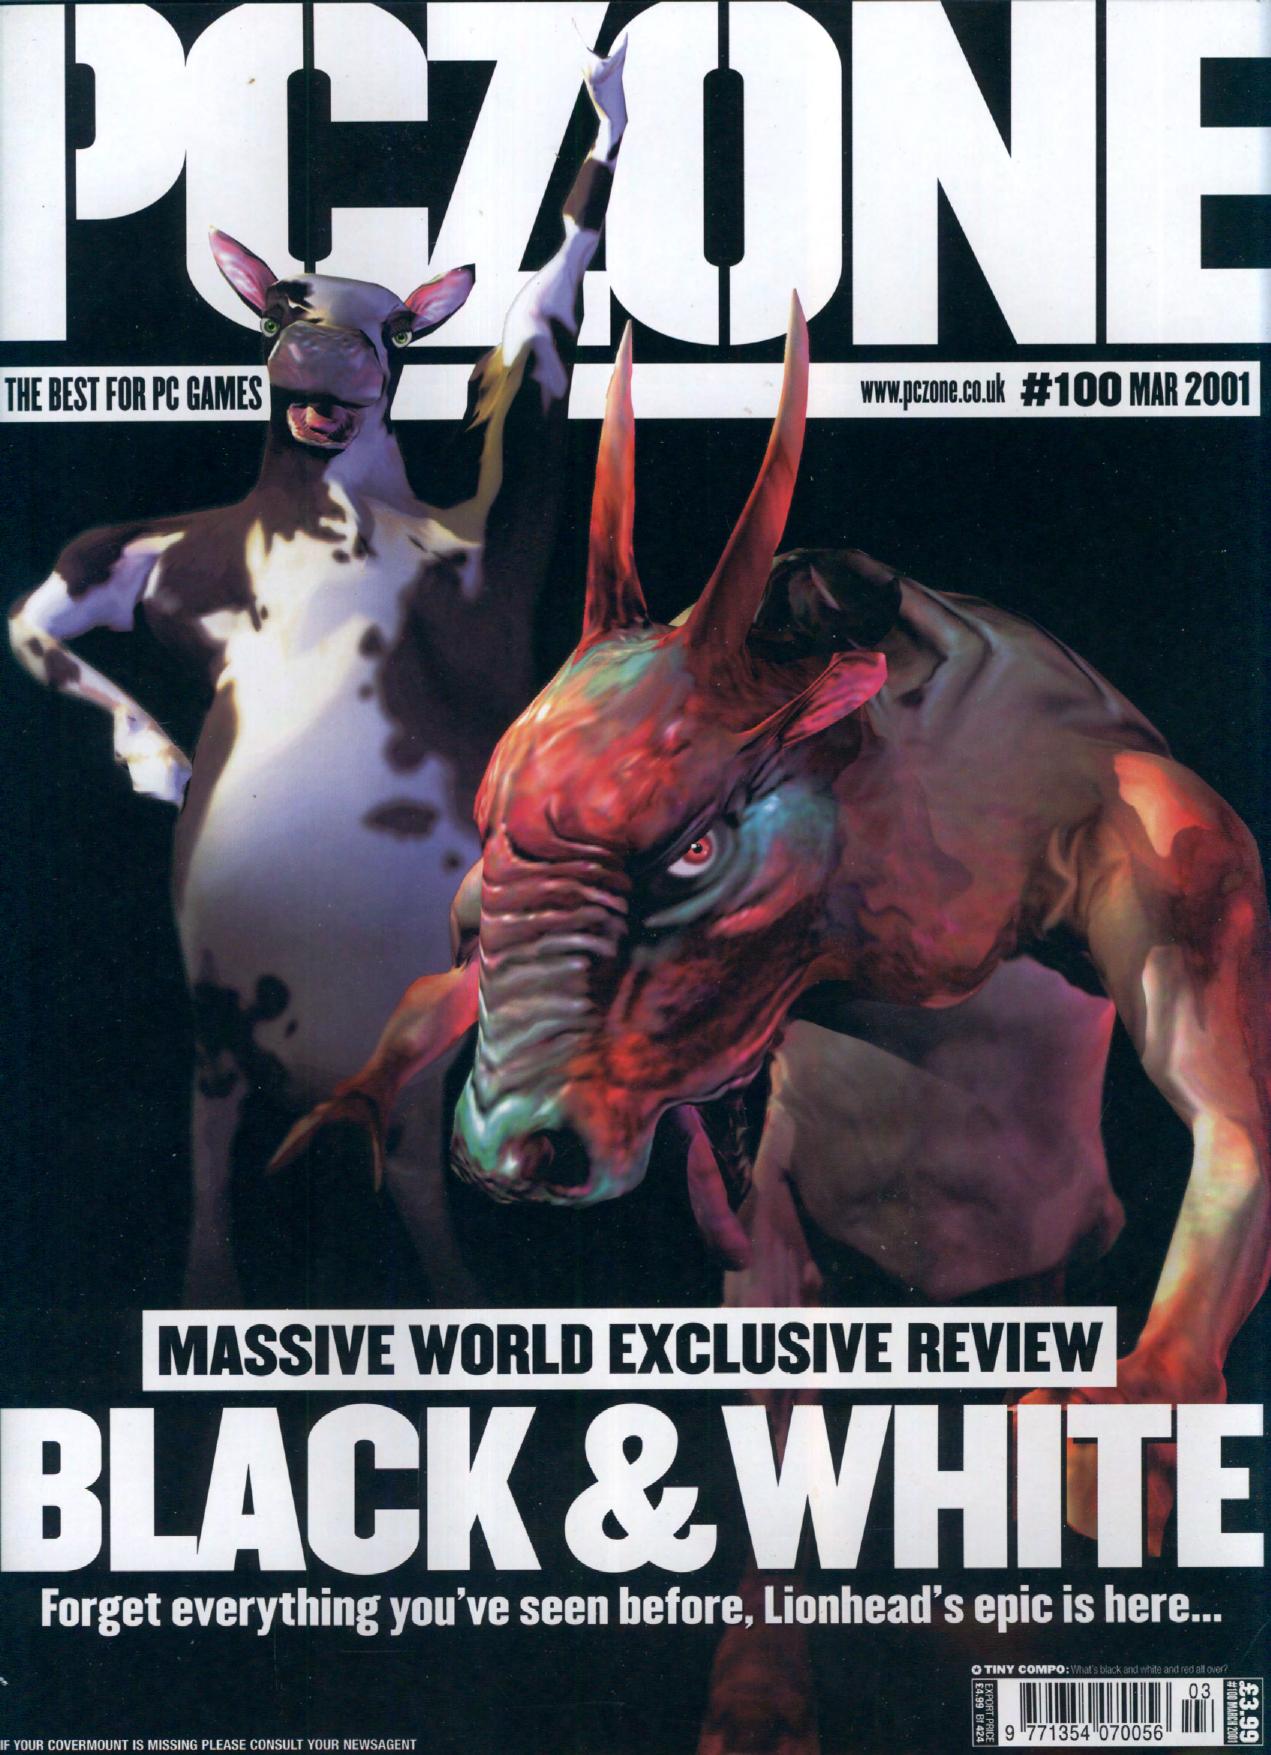 PCZONE
THE BEST FOR PC GAMES
www.pczone.co.uk #100 MAR 2001
MASSIVE WORLD EXCLUSIVE REVIEW
BLACK & WHITE
Forget everything you've seen before, Lionhead's epic is here...
TINY COMPO: What's black and white and red all over?
EXPORT PRICE
£4.99 Bf 424
03
9 771354 070056
#100 MARCH 2001
£3.99
IF YOUR COVERMOUNT IS MISSING PLEASE CONSULT YOUR NEWSAGENT